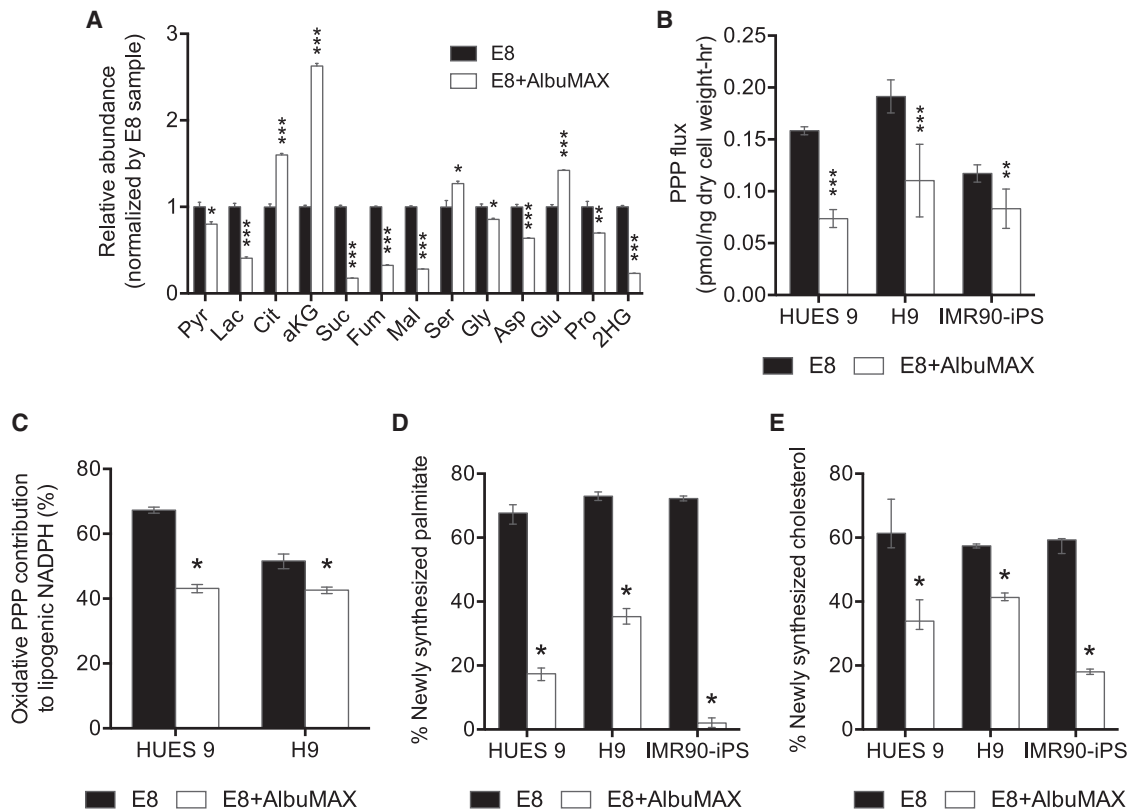 A
Relative abundance
(normalized by E8 sample)
3
2
1
0
E8
E8+AlbuMAX
*
***
***
***
***
***
***
*
*
***
***
**
***
Pyr
Lac
Cit
aKG
Suc
Fum
Mal
Ser
Gly
Asp
Glu
Pro
2HG
B
PPP flux
(pmol/ng dry cell weight-hr)
0.25
0.20
0.15
0.10
0.05
0.00
***
***
**
HUES 9
H9
IMR90-iPS
E8
E8+AlbuMAX
C
Oxidative PPP contribution
to lipogenic NADPH (%)
80
60
40
20
0
*
*
HUES 9
H9
E8
E8+AlbuMAX
D
% Newly synthesized palmitate
80
60
40
20
0
*
*
*
HUES 9
H9
IMR90-iPS
E8
E8+AlbuMAX
E
% Newly synthesized cholesterol
80
60
40
20
0
*
*
*
HUES 9
H9
IMR90-iPS
E8
E8+AlbuMAX